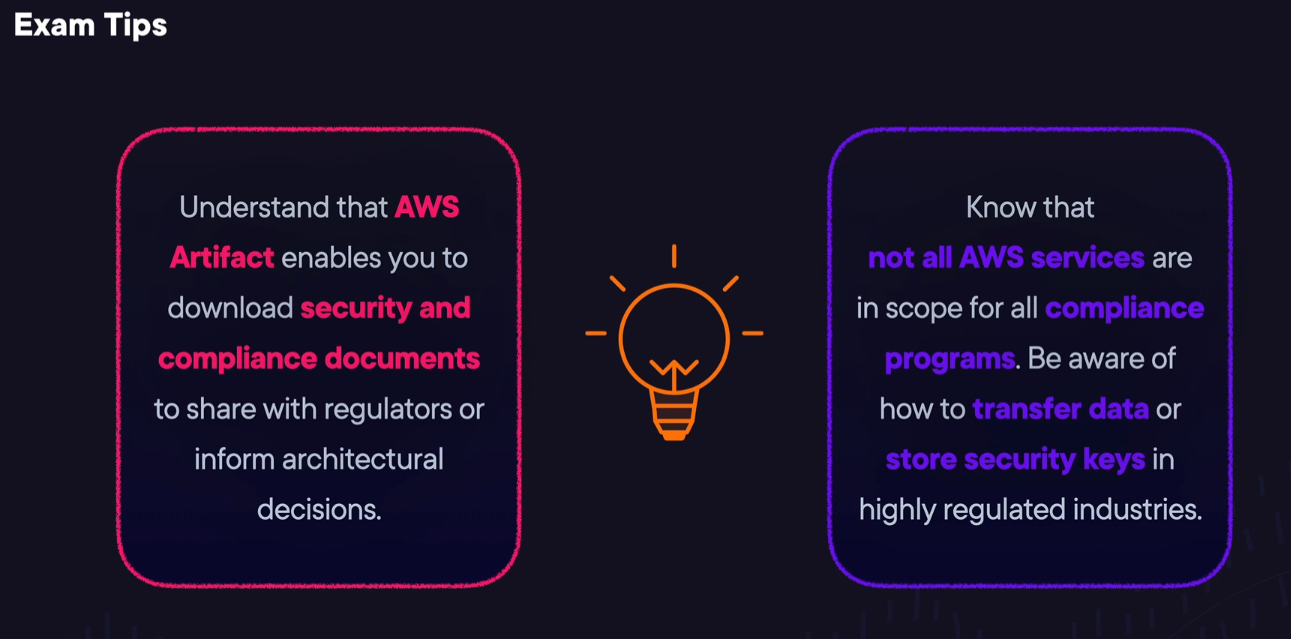 Exam Tips
Understand that AWS
Artifact enables you to
download security and
compliance documents
to share with regulators or
inform architectural
decisions.
Know that
not all AWS services are
in scope for all compliance
programs. Be aware of
how to transfer data or
store security keys in
highly regulated industries.